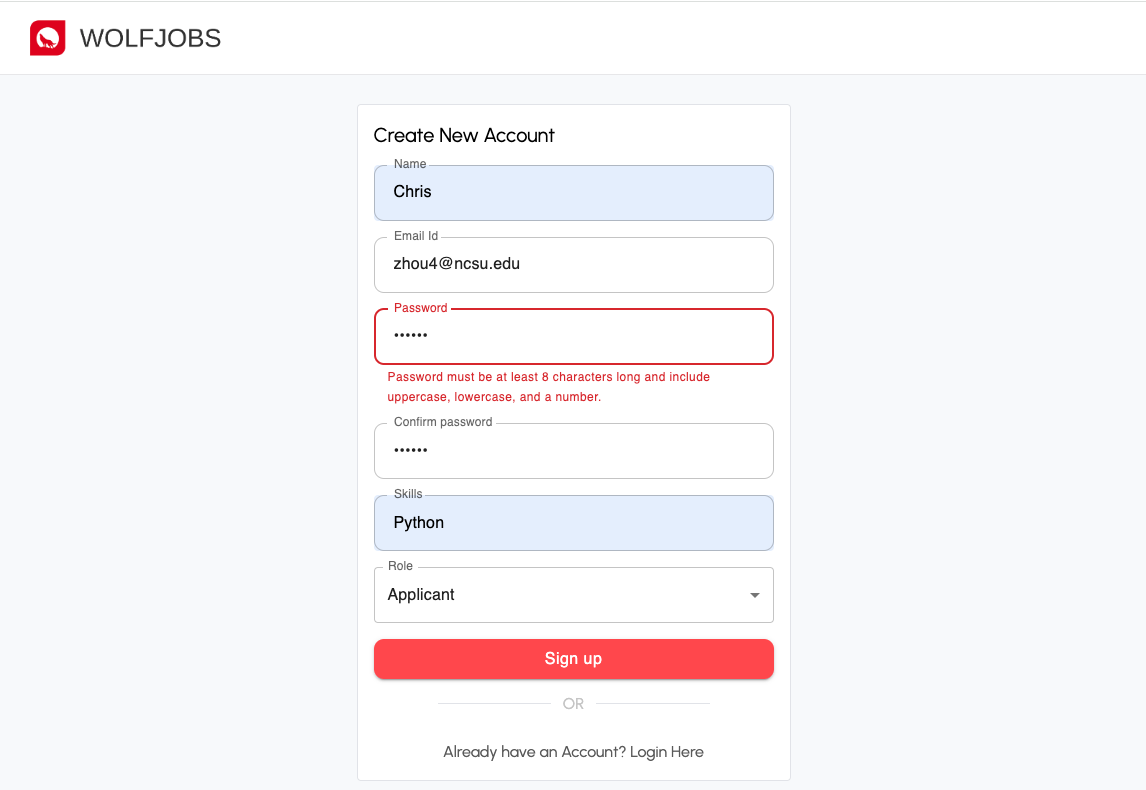 WOLFJOBS
Create New Account
Name
Chris
Email Id
zhou4@ncsu.edu
Password
••••••
Password must be at least 8 characters long and include
uppercase, lowercase, and a number.
Confirm password
••••••
Skills
Python
Role
Applicant
Sign up
OR
Already have an Account? Login Here